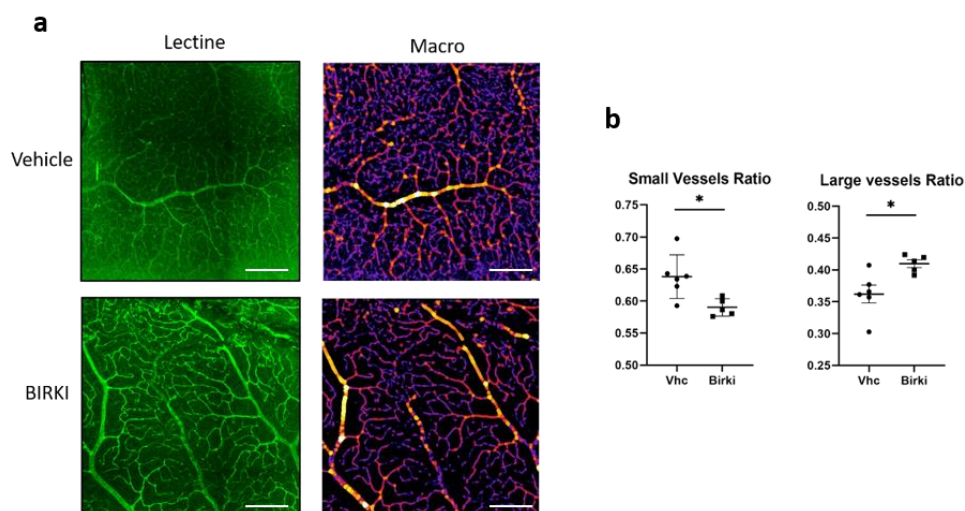 a
Lectine
Macro
Vehicle
BIRKI
b
Small Vessels Ratio
*
0.75
0.70
0.65
0.60
0.55
0.50
Vhc
Birki
Large vessels Ratio
*
0.50
0.45
0.40
0.35
0.30
0.25
Vhc
Birki